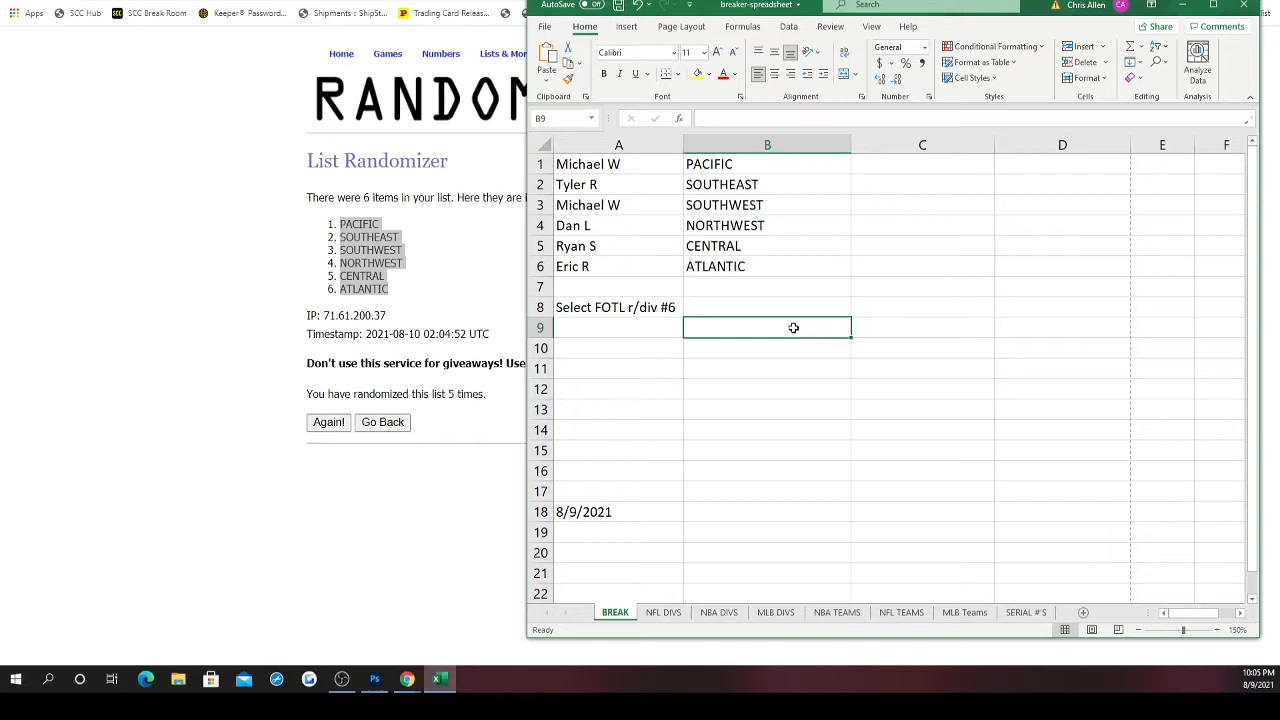 Apps
SCC Hub
SCC Break Room
Keeper® Password...
Shipments :: ShipSt...
Trading Card Releas...
Home
Games
Numbers
Lists & Mor
RANDOM
List Randomizer
There were 6 items in your list. Here they are i
1. PACIFIC
2. SOUTHEAST
3. SOUTHWEST
4. NORTHWEST
5. CENTRAL
6. ATLANTIC
IP: 71.61.200.37
Timestamp: 2021-08-10 02:04:52 UTC
Don't use this service for giveaways! Use
You have randomized this list 5 times.
Again!
Go Back
AutoSave
Off
breaker-spreadsheet
Search
Chris Allen
CA
File
Home
Insert
Page Layout
Formulas
Data
Review
View
Help
Share
Comments
Paste
Calibri
11
General
Conditional Formatting
Format as Table
Cell Styles
Insert
Delete
Format
Analyze
Data
Clipboard
Font
Alignment
Number
Styles
Cells
Editing
Analysis
B9
fx
A B C D E F
1 Michael W PACIFIC
2 Tyler R SOUTHEAST
3 Michael W SOUTHWEST
4 Dan L NORTHWEST
5 Ryan S CENTRAL
6 Eric R ATLANTIC
7
8 Select FOTL r/div #6
9
10
11
12
13
14
15
16
17
18 8/9/2021
19
20
21
22
BREAK
NFL DIVS
NBA DIVS
MLB DIVS
NBA TEAMS
NFL TEAMS
MLB Teams
SERIAL #'S
Ready
150%
10:05 PM
8/9/2021